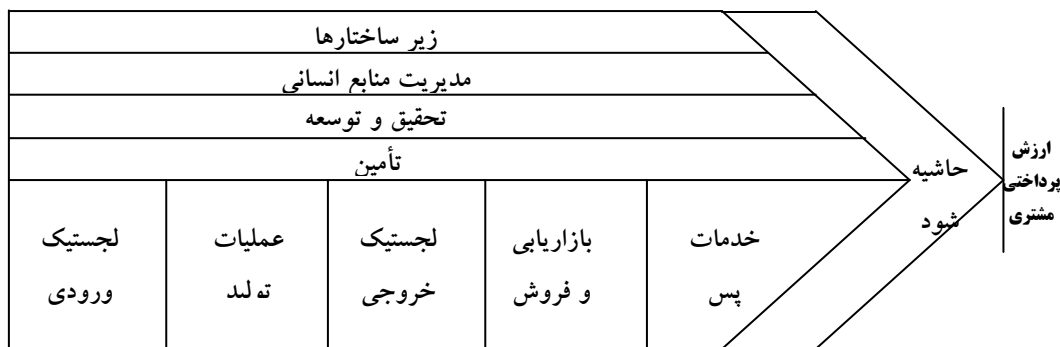 زیر ساختارها
مدیریت منابع انسانی
تحقیق و توسعه
تأمین
لجستیک
ورودی
عملیات
تولید
لجستیک
خروجی
بازاریابی
و فروش
خدمات
پس
حاشیه
شود
ارزش
پرداختی
مشتری